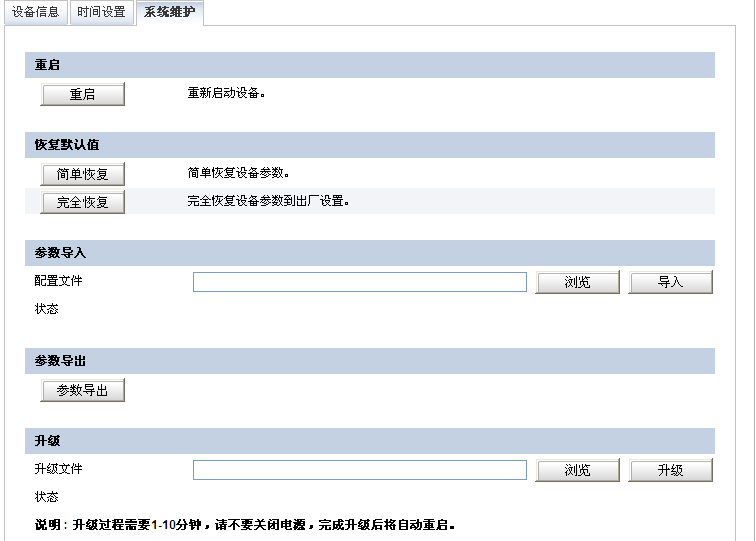 设备信息 时间设置 系统维护
重启
重启 重新启动设备。
恢复默认值
简单恢复 简单恢复设备参数。
完全恢复 完全恢复设备参数到出厂设置。
参数导入
配置文件 浏览 导入
状态
参数导出
参数导出
升级
升级文件 浏览 升级
状态
说明：升级过程需要1-10分钟，请不要关闭电源，完成升级后将自动重启。